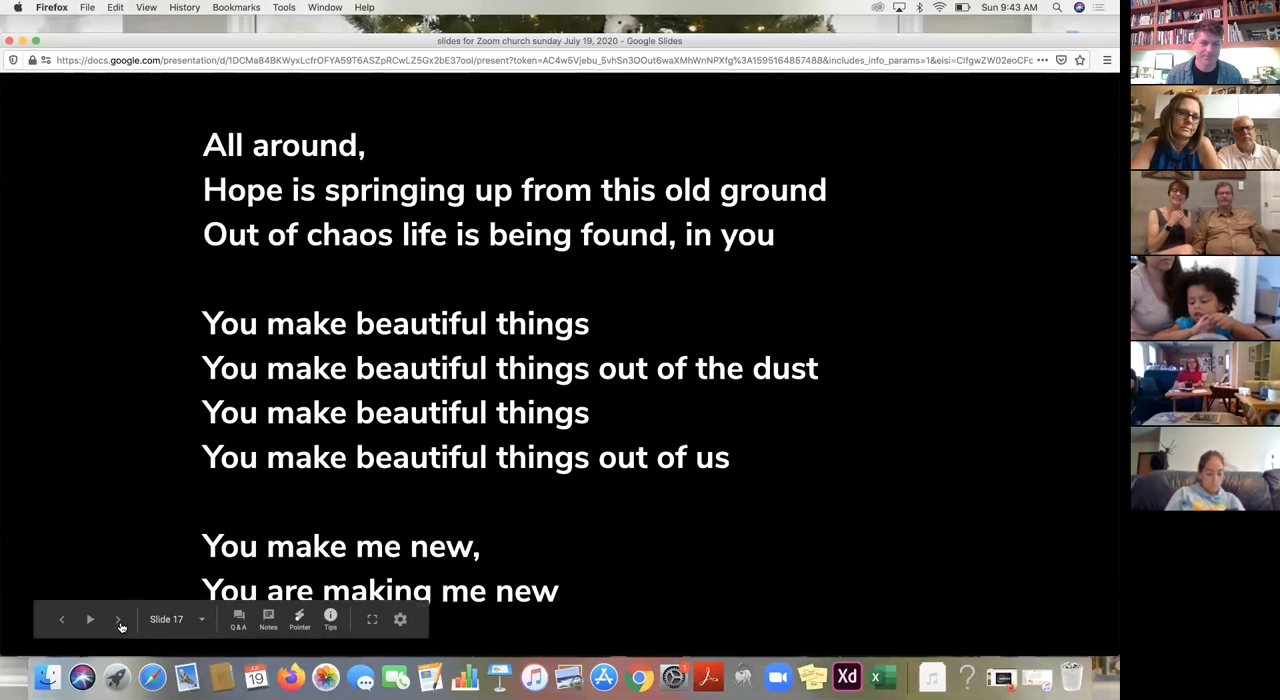 Firefox File Edit View History Bookmarks Tools Window Help Sun 9:43 AM
slides for Zoom church sunday July 19, 2020 - Google Slides
All around,
Hope is springing up from this old ground
Out of chaos life is being found, in you
You make beautiful things
You make beautiful things out of the dust
You make beautiful things
You make beautiful things out of us
You make me new,
You are making me new
Slide 17 Q&A Notes Pointer Tips
19 Xd